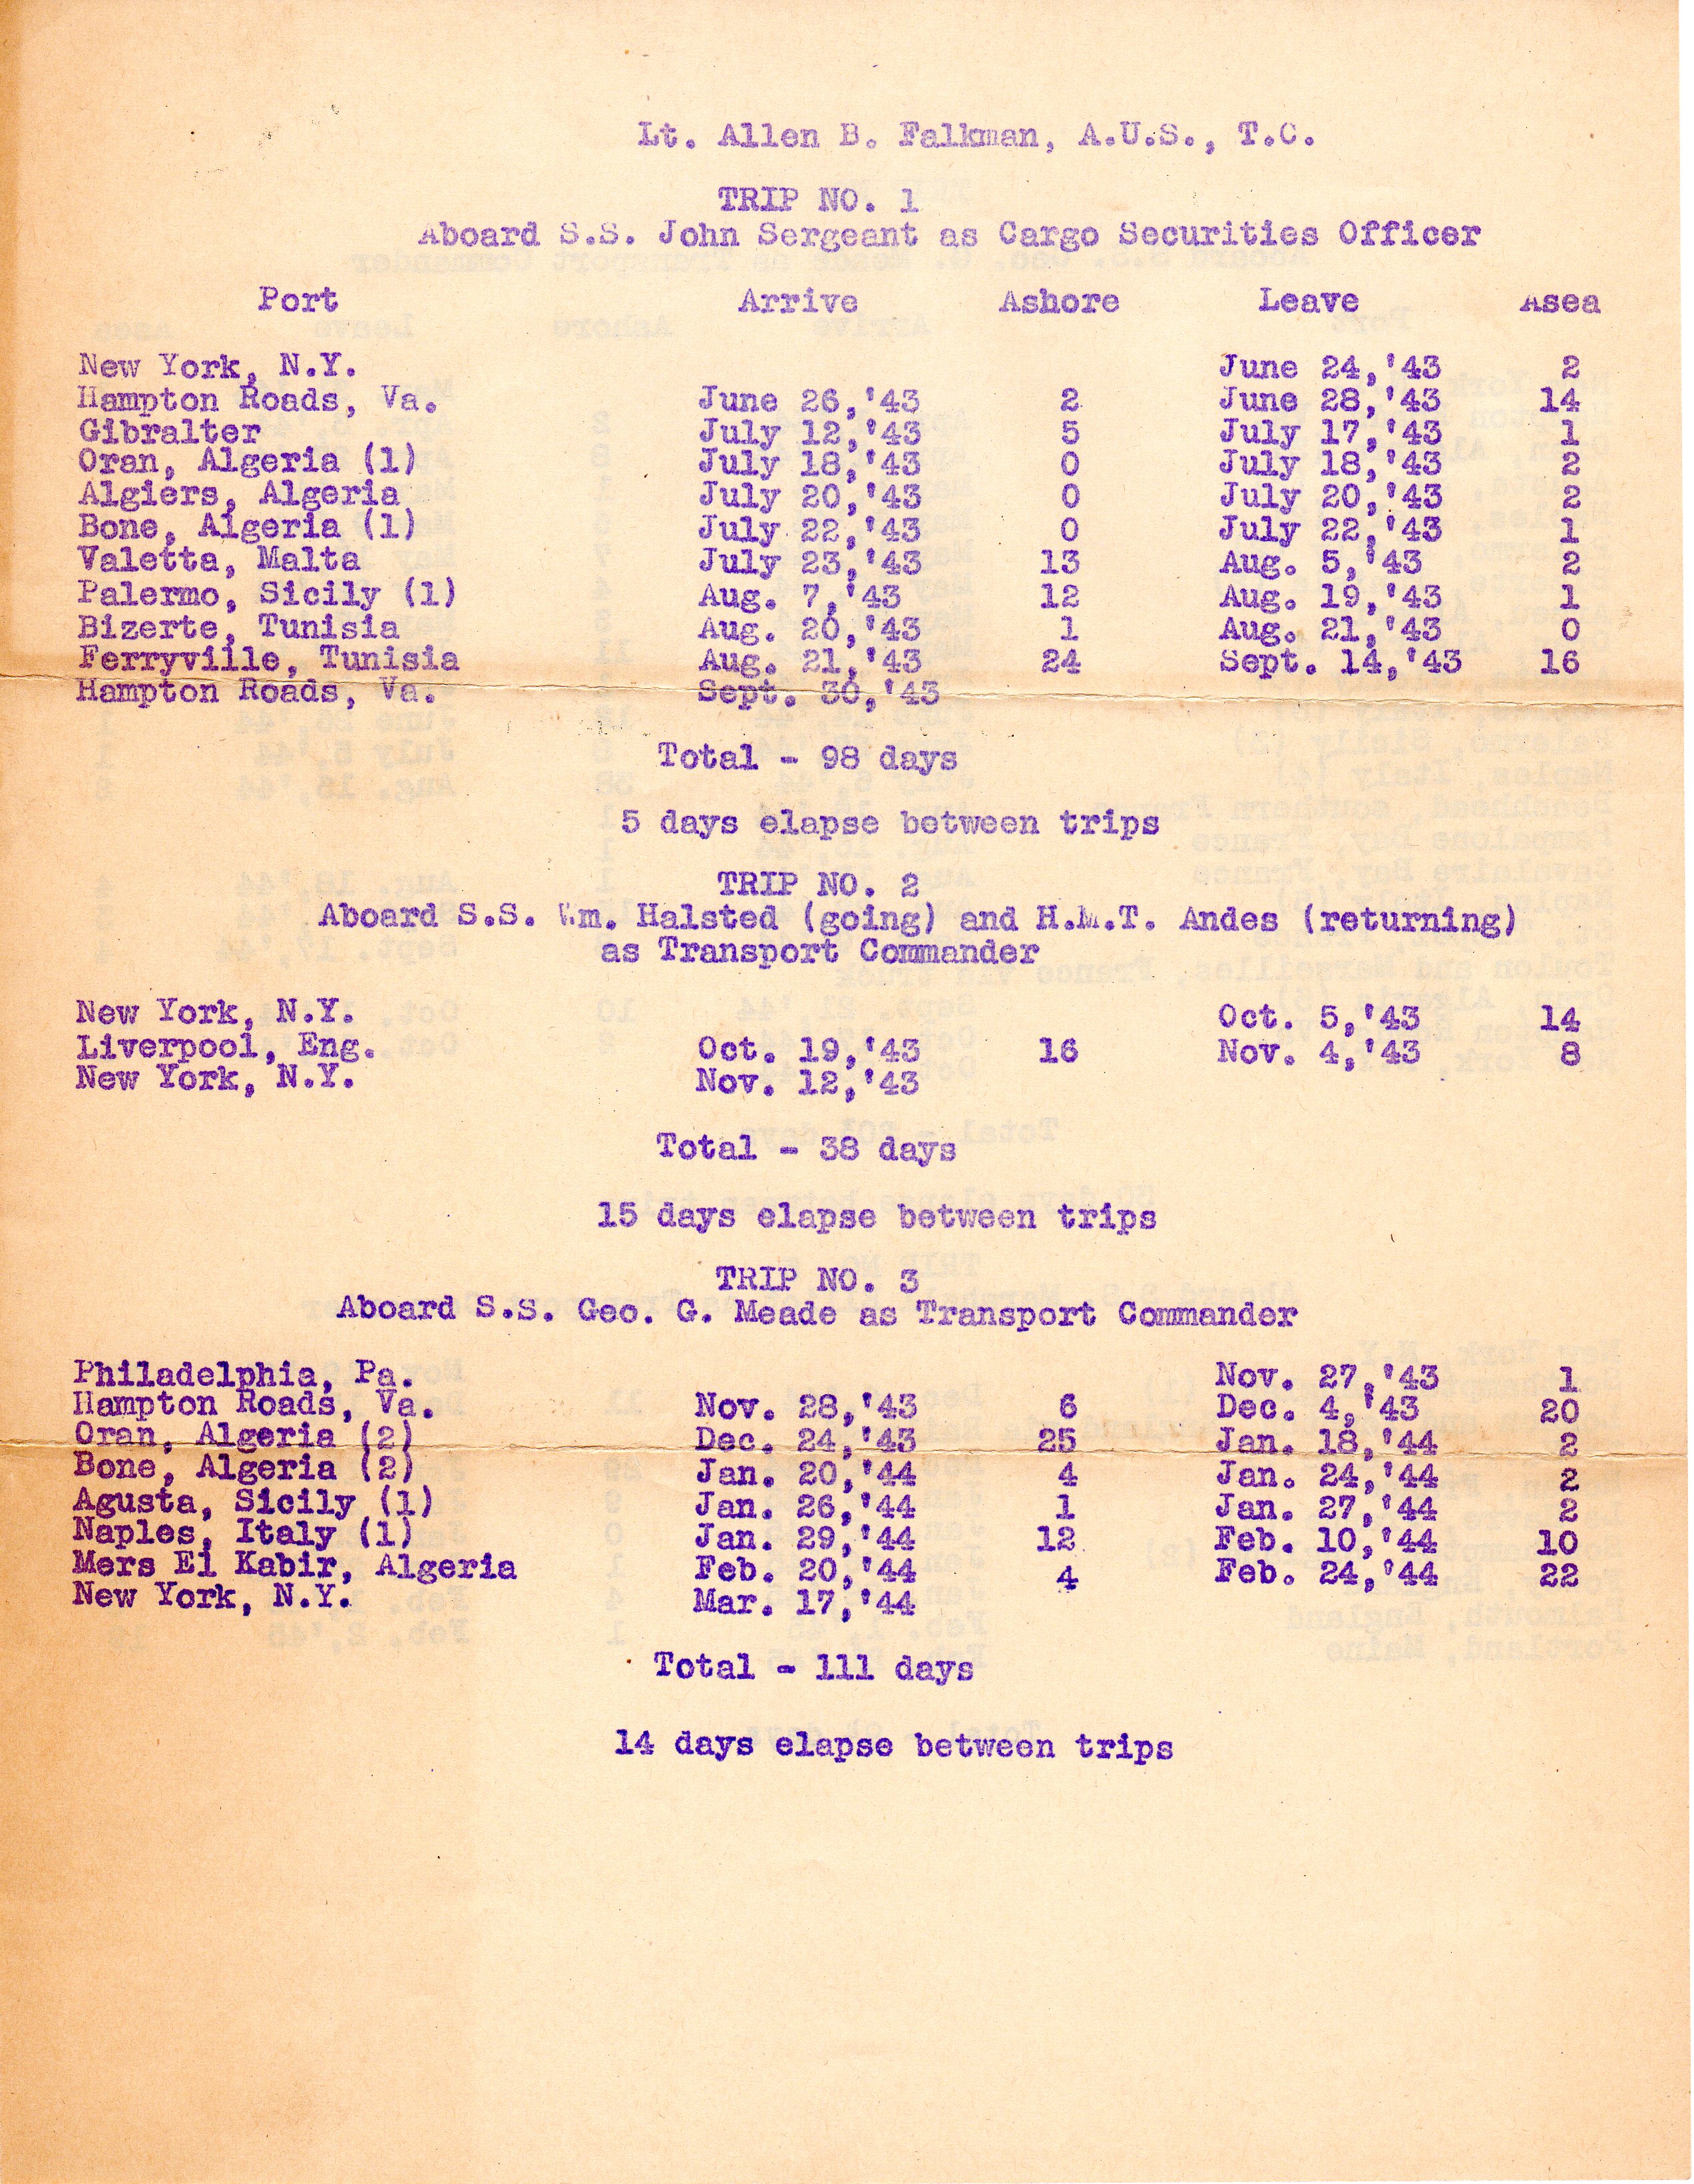 Lt. Allen B. Falkman, A.U.S., T.C.
TRIP NO. 1
Aboard S.S. John Sergeant as Cargo Securities Officer
Port Arrive Ashore Leave Asea
New York, N.Y. June 24,'43 2
Hampton Roads, Va. June 26,'43 2 June 28,'43 14
Gibralter July 12,'43 5 July 17,'43 1
Oran, Algeria (1) July 18,'43 0 July 18,'43 2
Algiers, Algeria July 20,'43 0 July 20,'43 2
Bone, Algeria (1) July 22,'43 0 July 22,'43 1
Valetta, Malta July 23,'43 13 Aug. 5,'43 2
Palermo, Sicily (1) Aug. 7,'43 12 Aug. 19,'43 1
Bizerte, Tunisia Aug. 20,'43 1 Aug. 21,'43 0
Ferryville, Tunisia Aug. 21,'43 24 Sept. 14,'43 16
Hampton Roads, Va. Sept. 30,'43
Total - 98 days
5 days elapse between trips
TRIP NO. 2
Aboard S.S. Wm. Halsted (going) and H.M.T. Andes (returning)
as Transport Commander
New York, N.Y. Oct. 5,'43 14
Liverpool, Eng. Oct. 19,'43 16 Nov. 4,'43 8
New York, N.Y. Nov. 12,'43
Total - 38 days
15 days elapse between trips
TRIP NO. 3
Aboard S.S. Geo. G. Meade as Transport Commander
Philadelphia, Pa. Nov. 27,'43 1
Hampton Roads, Va. Nov. 28,'43 6 Dec. 4,'43 20
Oran, Algeria (2) Dec. 24,'43 25 Jan. 18,'44 2
Bone, Algeria (2) Jan. 20,'44 4 Jan. 24,'44 2
Agusta, Sicily (1) Jan. 26,'44 1 Jan. 27,'44 2
Naples, Italy (1) Jan. 29,'44 12 Feb. 10,'44 10
Mers El Kabir, Algeria Feb. 20,'44 4 Feb. 24,'44 22
New York, N.Y. Mar. 17,'44
Total - 111 days
14 days elapse between trips